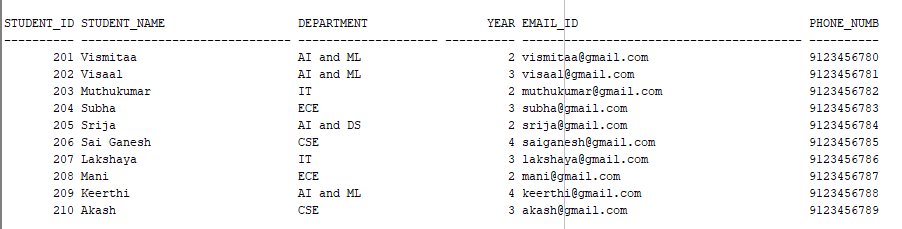 STUDENT_ID STUDENT_NAME                   DEPARTMENT                 YEAR EMAIL_ID                                 PHONE_NUMB
---------- ------------------------------ -------------------- ---------- ---------------------------------------- ----------
       201 Vismitaa                       AI and ML                     2 vismitaa@gmail.com                       9123456780
       202 Visaal                         AI and ML                     3 visaal@gmail.com                         9123456781
       203 Muthukumar                     IT                            2 muthukumar@gmail.com                     9123456782
       204 Subha                          ECE                           3 subha@gmail.com                          9123456783
       205 Srija                          AI and DS                     2 srija@gmail.com                          9123456784
       206 Sai Ganesh                     CSE                           4 saiganesh@gmail.com                      9123456785
       207 Lakshaya                       IT                            3 lakshaya@gmail.com                       9123456786
       208 Mani                           ECE                           2 mani@gmail.com                           9123456787
       209 Keerthi                        AI and ML                     4 keerthi@gmail.com                        9123456788
       210 Akash                          CSE                           3 akash@gmail.com                          9123456789